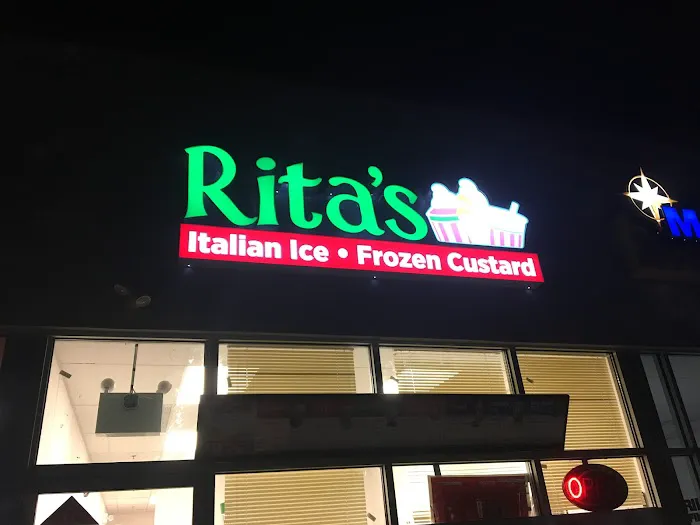 Rita's
Italian Ice • Frozen Custard